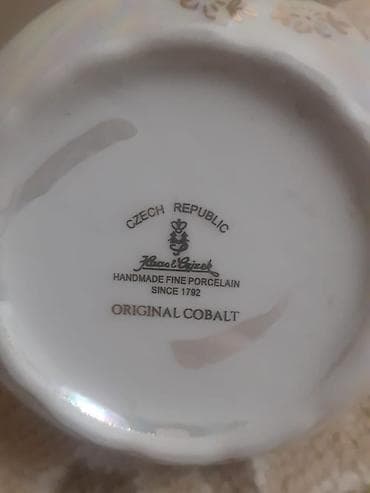 CZECH REPUBLIC
Haas & Czjzek
HANDMADE FINE PORCELAIN
SINCE 1792
ORIGINAL COBALT